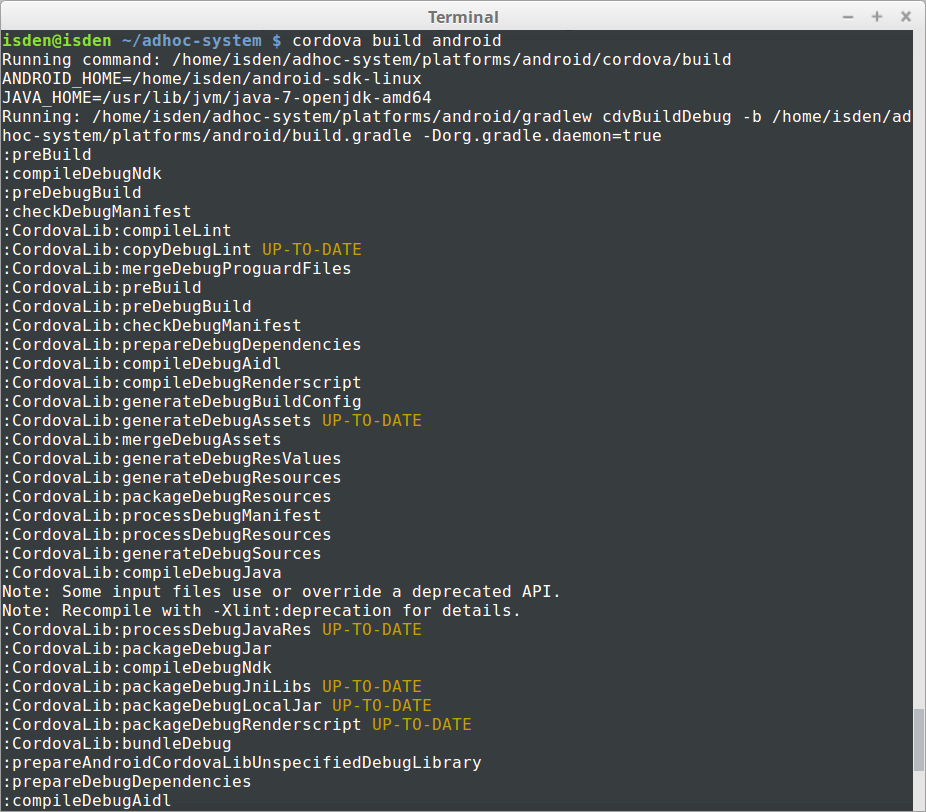 Terminal
isden@isden ~/adhoc-system $ cordova build android
Running command: /home/isden/adhoc-system/platforms/android/cordova/build
ANDROID_HOME=/home/isden/android-sdk-linux
JAVA_HOME=/usr/lib/jvm/java-7-openjdk-amd64
Running: /home/isden/adhoc-system/platforms/android/gradlew cdvBuildDebug -b /home/isden/ad
hoc-system/platforms/android/build.gradle -Dorg.gradle.daemon=true
:preBuild
:compileDebugNdk
:preDebugBuild
:checkDebugManifest
:CordovaLib:compileLint
:CordovaLib:copyDebugLint UP-TO-DATE
:CordovaLib:mergeDebugProguardFiles
:CordovaLib:preBuild
:CordovaLib:preDebugBuild
:CordovaLib:checkDebugManifest
:CordovaLib:prepareDebugDependencies
:CordovaLib:compileDebugAidl
:CordovaLib:compileDebugRenderscript
:CordovaLib:generateDebugBuildConfig
:CordovaLib:generateDebugAssets UP-TO-DATE
:CordovaLib:mergeDebugAssets
:CordovaLib:generateDebugResValues
:CordovaLib:generateDebugResources
:CordovaLib:packageDebugResources
:CordovaLib:processDebugManifest
:CordovaLib:processDebugResources
:CordovaLib:generateDebugSources
:CordovaLib:compileDebugJava
Note: Some input files use or override a deprecated API.
Note: Recompile with -Xlint:deprecation for details.
:CordovaLib:processDebugJavaRes UP-TO-DATE
:CordovaLib:packageDebugJar
:CordovaLib:compileDebugNdk
:CordovaLib:packageDebugJniLibs UP-TO-DATE
:CordovaLib:packageDebugLocalJar UP-TO-DATE
:CordovaLib:packageDebugRenderscript UP-TO-DATE
:CordovaLib:bundleDebug
:prepareAndroidCordovaLibUnspecifiedDebugLibrary
:prepareDebugDependencies
:compileDebugAidl